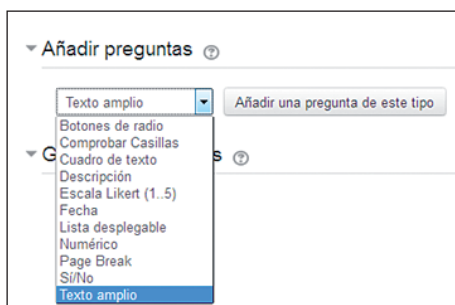 Añadir preguntas
Texto amplio Añadir una pregunta de este tipo
Botones de radio
Comprobar Casillas
Cuadro de texto
Descripción
Escala Likert (1..5)
Fecha
Lista desplegable
Numérico
Page Break
Sí/No
Texto amplio